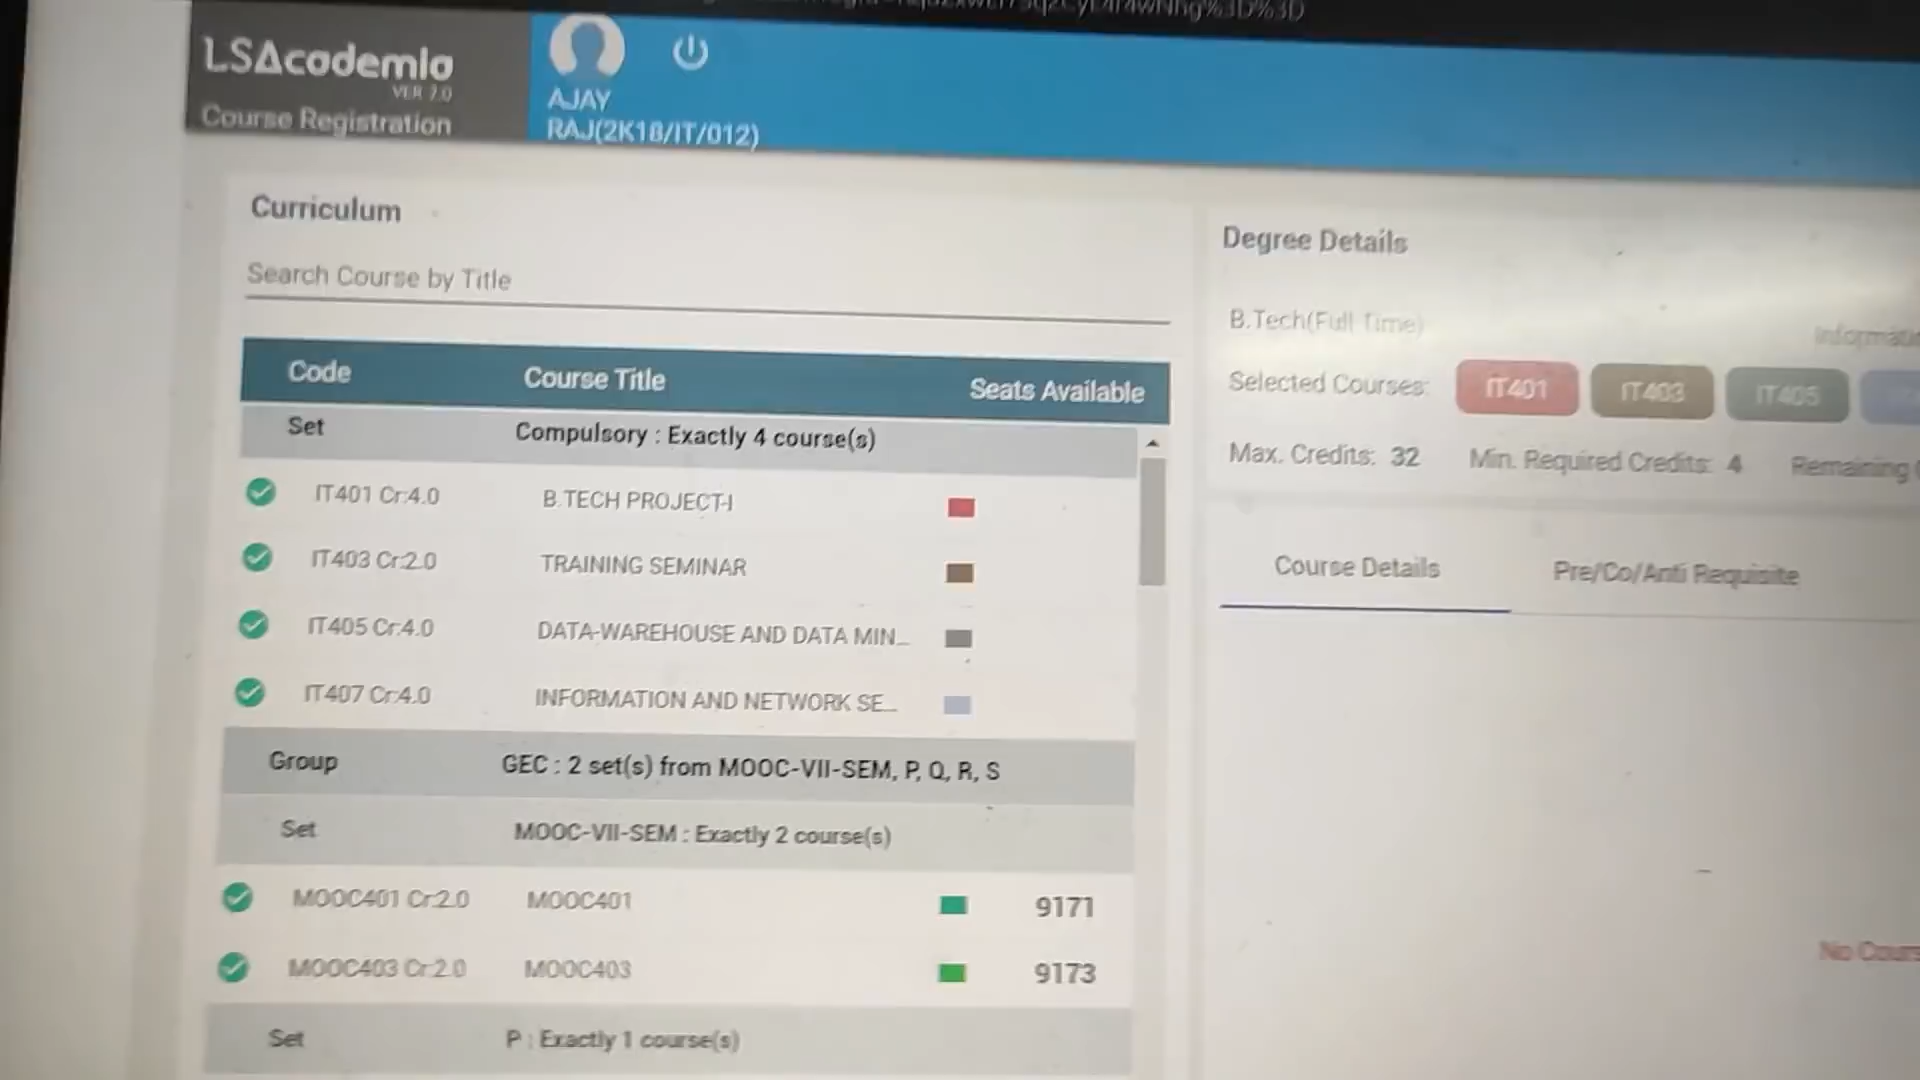 LSAcademia
VER 7.0
Course Registration
AJAY
RAJ(2K18/IT/012)
Curriculum
Search Course by Title
Code Course Title Seats Available
Set Compulsory : Exactly 4 course(s)
IT401 Cr:4.0 B.TECH PROJECT-I
IT403 Cr:2.0 TRAINING SEMINAR
IT405 Cr:4.0 DATA-WAREHOUSE AND DATA MIN...
IT407 Cr:4.0 INFORMATION AND NETWORK SE...
Group GEC : 2 set(s) from MOOC-VII-SEM, P, Q, R, S
Set MOOC-VII-SEM : Exactly 2 course(s)
MOOC401 Cr:2.0 MOOC401 9171
MOOC403 Cr:2.0 MOOC403 9173
Set P : Exactly 1 course(s)
Degree Details
B.Tech(Full Time)
Selected Courses: IT401 IT403 IT405
Max. Credits: 32 Min. Required Credits: 4 Remaining
Course Details Pre/Co/Anti Requisite
No Cours